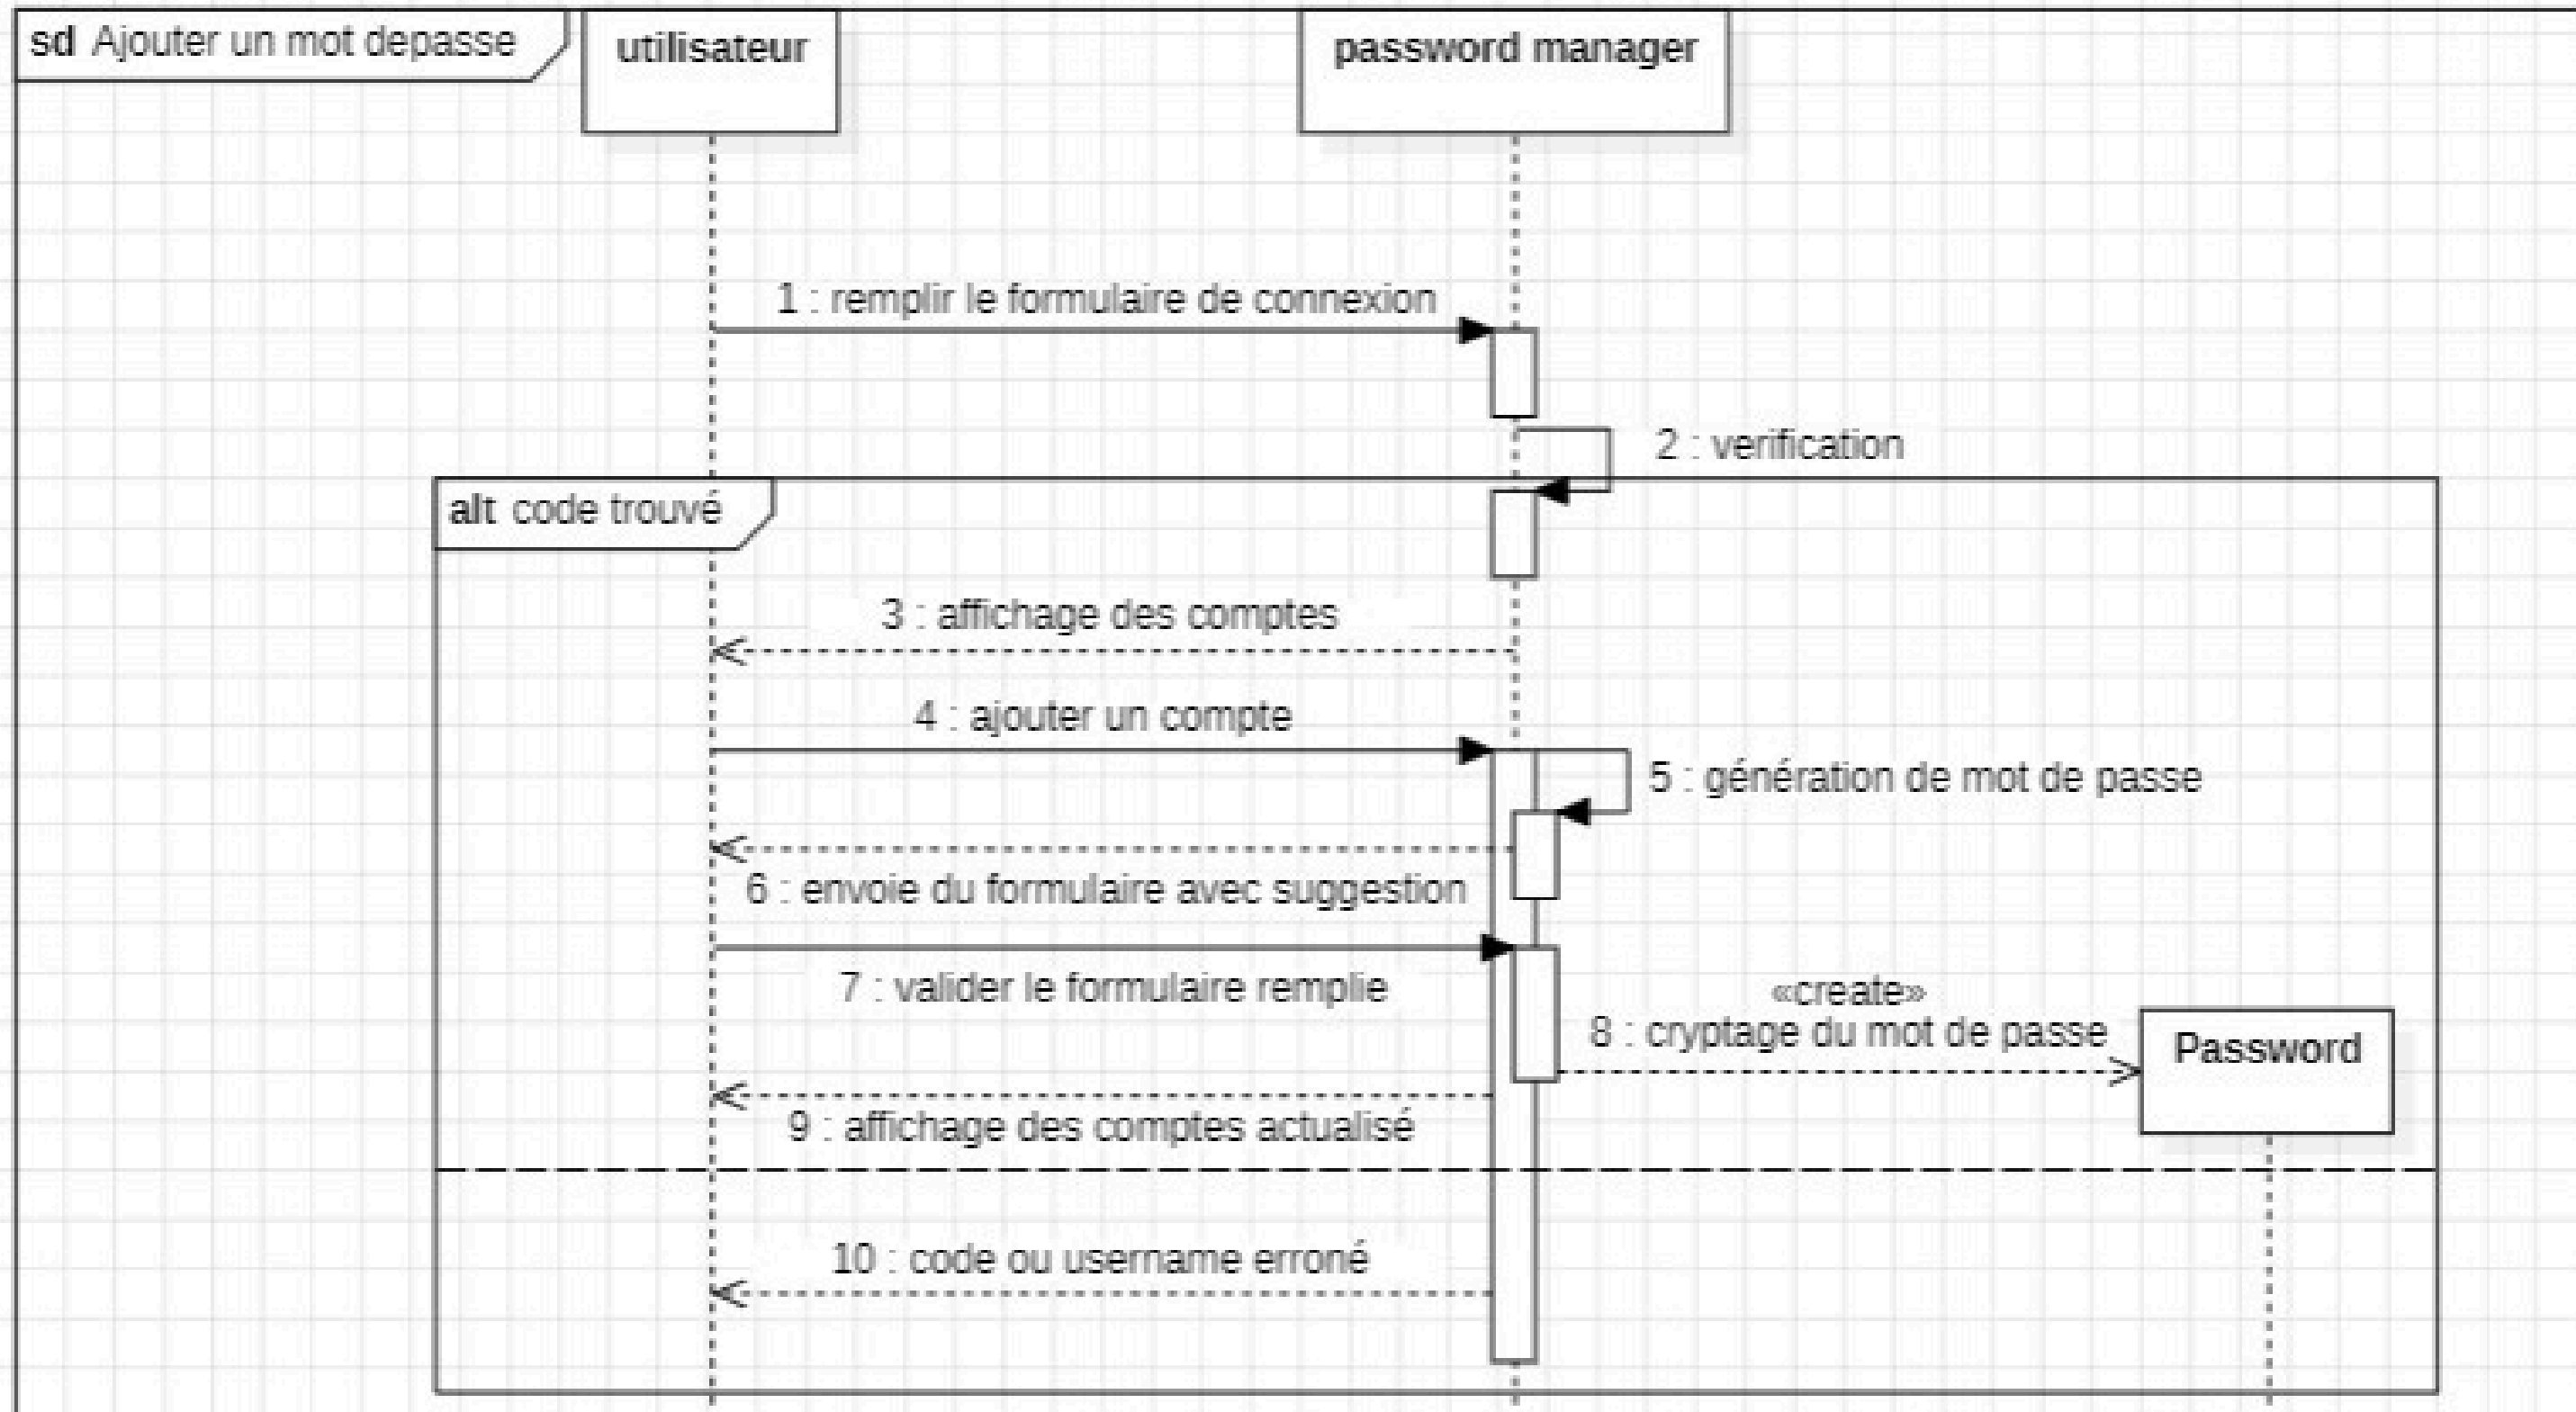 sd Ajouter un mot depasse
utilisateur
password manager
1 : remplir le formulaire de connexion
2 : verification
alt code trouvé
3 : affichage des comptes
4 : ajouter un compte
5 : génération de mot de passe
6 : envoie du formulaire avec suggestion
7 : valider le formulaire remplie
«create»
8 : cryptage du mot de passe
Password
9 : affichage des comptes actualisé
10 : code ou username erroné